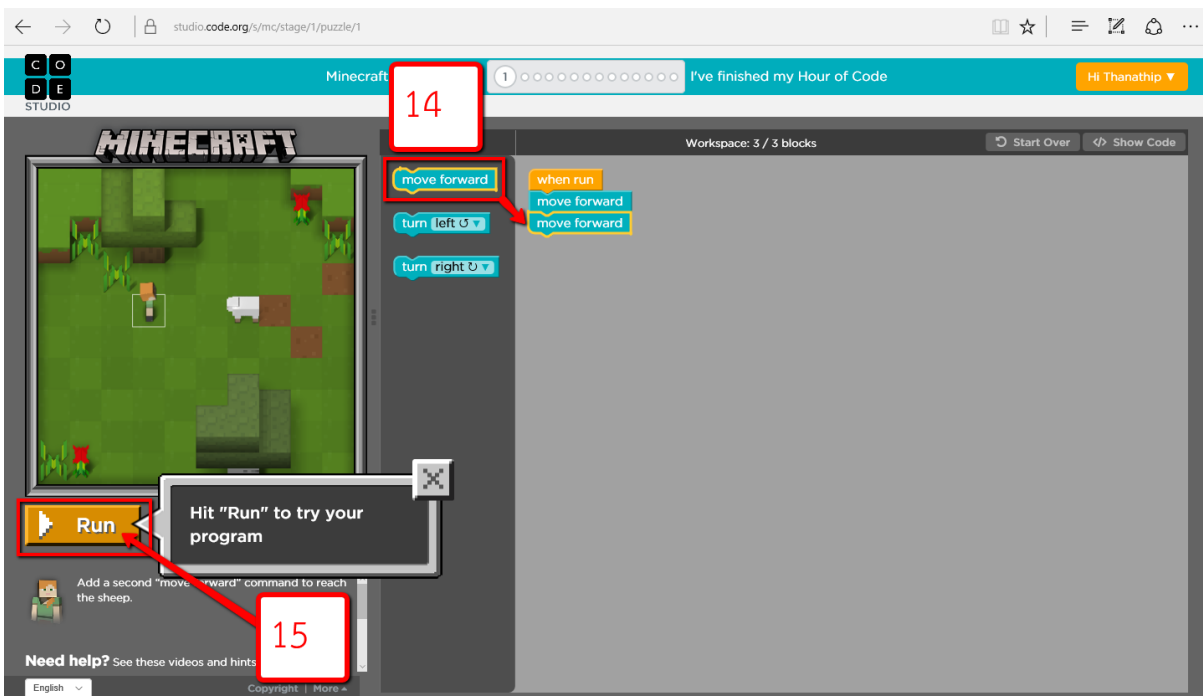 studio.code.org/s/mc/stage/1/puzzle/1
C O
D E
STUDIO
Minecraft
1
I've finished my Hour of Code
Hi Thanathip ▼
14
MINECRAFT
Workspace: 3 / 3 blocks
Start Over
</> Show Code
move forward
turn left ↺ ▼
turn right ↻ ▼
when run
move forward
move forward
Run
Hit "Run" to try your
program
Add a second "move forward" command to reach
the sheep.
15
Need help? See these videos and hints
English
Copyright | More ▲